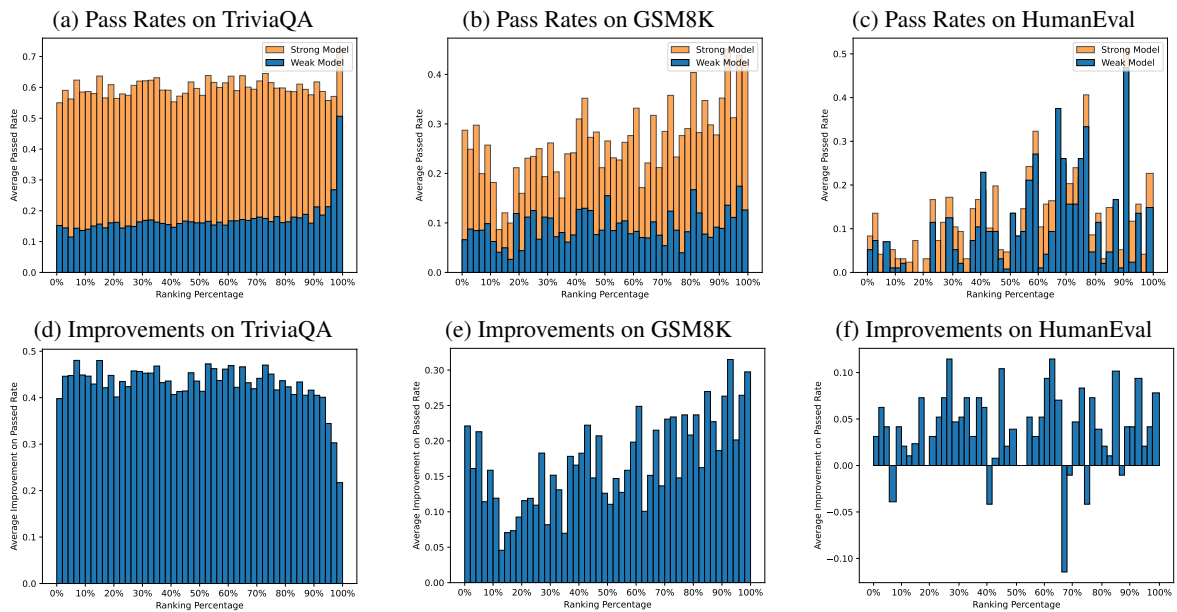 (a) Pass Rates on TriviaQA
Strong Model
Weak Model
Average Passed Rate
0.7
0.6
0.5
0.4
0.3
0.2
0.1
0.0
0% 10% 20% 30% 40% 50% 60% 70% 80% 90% 100%
Ranking Percentage
(b) Pass Rates on GSM8K
Strong Model
Weak Model
Average Passed Rate
0.4
0.3
0.2
0.1
0.0
0% 10% 20% 30% 40% 50% 60% 70% 80% 90% 100%
Ranking Percentage
(c) Pass Rates on HumanEval
Strong Model
Weak Model
Average Passed Rate
0.5
0.4
0.3
0.2
0.1
0.0
0% 10% 20% 30% 40% 50% 60% 70% 80% 90% 100%
Ranking Percentage
(d) Improvements on TriviaQA
Average Improvement on Passed Rate
0.5
0.4
0.3
0.2
0.1
0.0
0% 10% 20% 30% 40% 50% 60% 70% 80% 90% 100%
Ranking Percentage
(e) Improvements on GSM8K
Average Improvement on Passed Rate
0.30
0.25
0.20
0.15
0.10
0.05
0.00
0% 10% 20% 30% 40% 50% 60% 70% 80% 90% 100%
Ranking Percentage
(f) Improvements on HumanEval
Average Improvement on Passed Rate
0.10
0.05
0.00
−0.05
−0.10
0% 10% 20% 30% 40% 50% 60% 70% 80% 90% 100%
Ranking Percentage